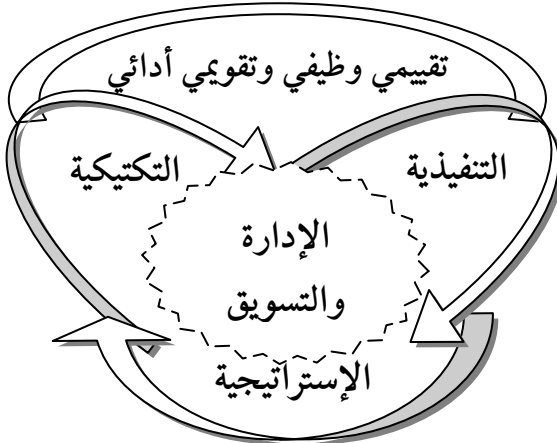 تقييمي وظيفي وتقويمي أدائي
التنفيذية
التكتيكية
الإدارة
والتسويق
الإستراتيجية